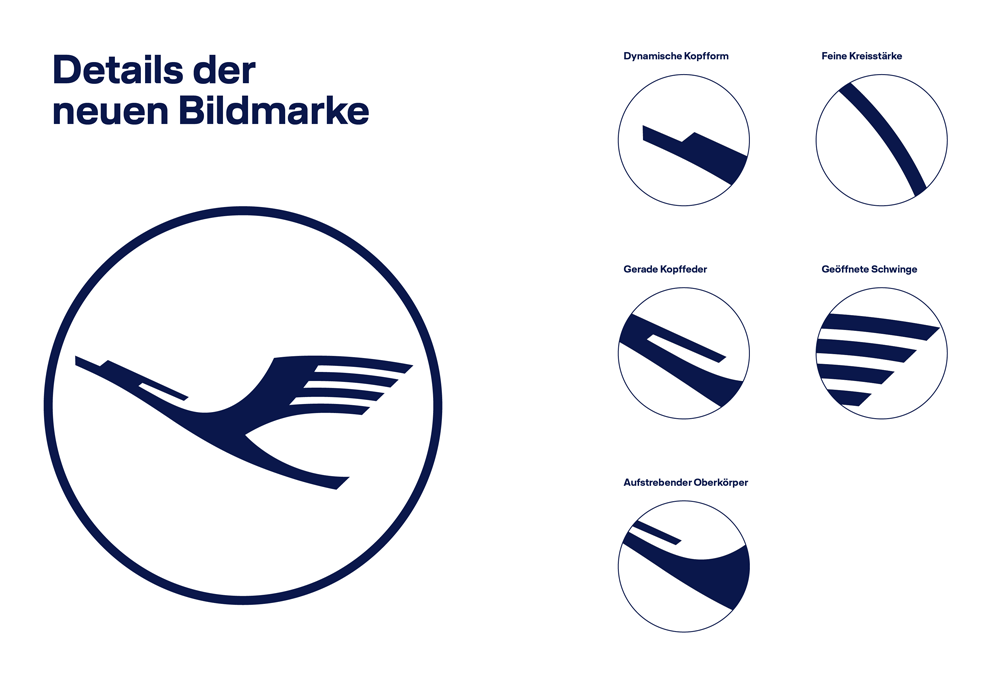 Details der
neuen Bildmarke
Dynamische Kopfform
Feine Kreisstärke
Gerade Kopffeder
Geöffnete Schwinge
Aufstrebender Oberkörper